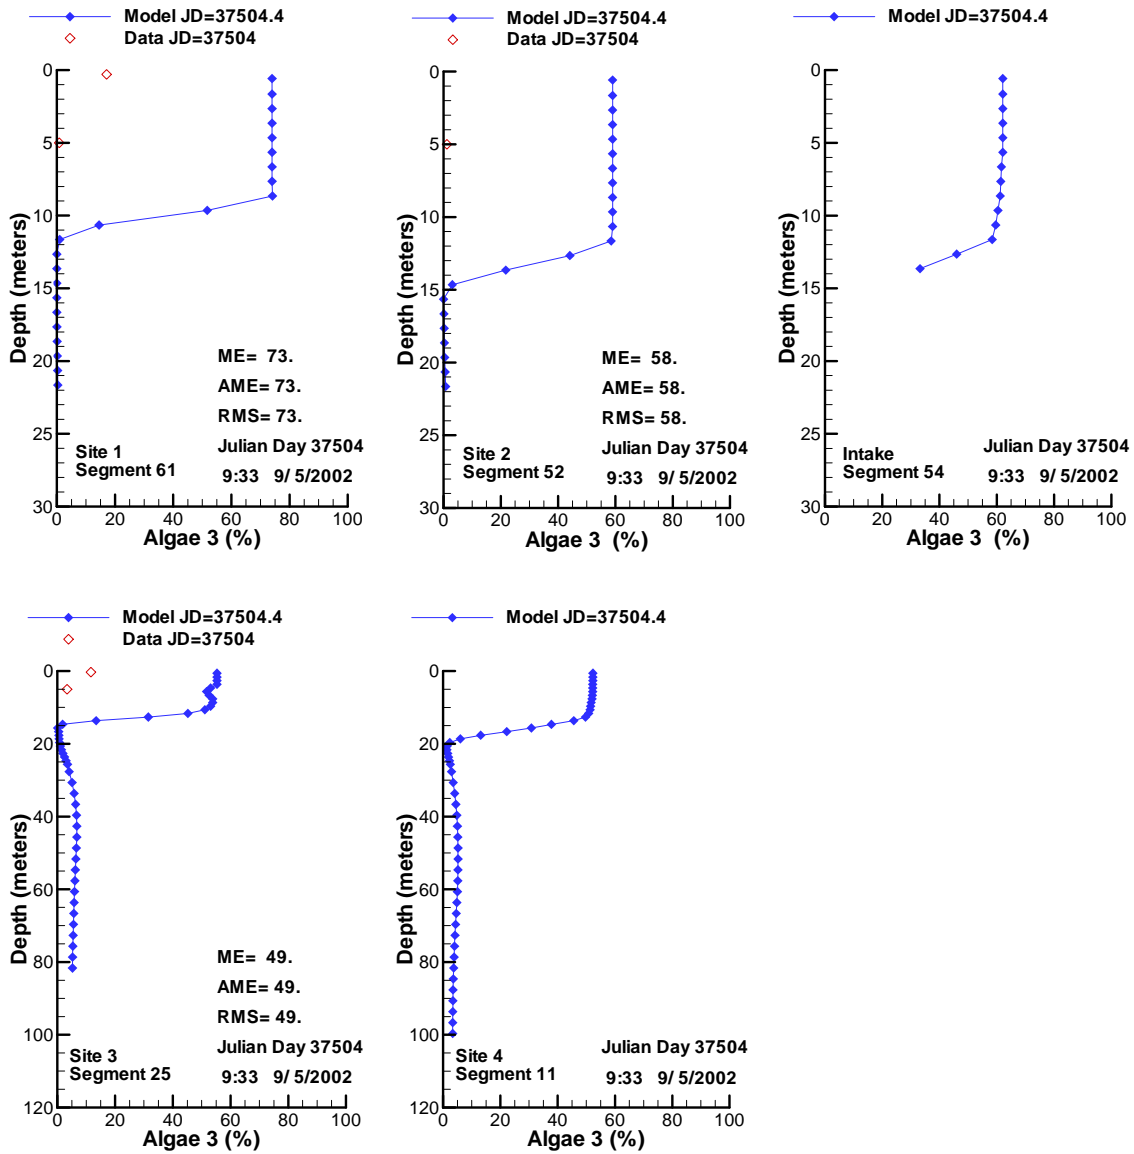 Model JD=37504.4
Data JD=37504
0
5
10
15
20
25
30
Depth (meters)
ME= 73.
AME= 73.
RMS= 73.
Site 1
Segment 61
Julian Day 37504
9:33 9/ 5/2002
0 20 40 60 80 100
Algae 3 (%)
Model JD=37504.4
Data JD=37504
0
5
10
15
20
25
30
Depth (meters)
ME= 58.
AME= 58.
RMS= 58.
Site 2
Segment 52
Julian Day 37504
9:33 9/ 5/2002
0 20 40 60 80 100
Algae 3 (%)
Model JD=37504.4
0
5
10
15
20
25
30
Depth (meters)
Intake
Segment 54
Julian Day 37504
9:33 9/ 5/2002
0 20 40 60 80 100
Algae 3 (%)
Model JD=37504.4
Data JD=37504
0
20
40
60
80
100
120
Depth (meters)
ME= 49.
AME= 49.
RMS= 49.
Site 3
Segment 25
Julian Day 37504
9:33 9/ 5/2002
0 20 40 60 80 100
Algae 3 (%)
Model JD=37504.4
0
20
40
60
80
100
120
Depth (meters)
Site 4
Segment 11
Julian Day 37504
9:33 9/ 5/2002
0 20 40 60 80 100
Algae 3 (%)